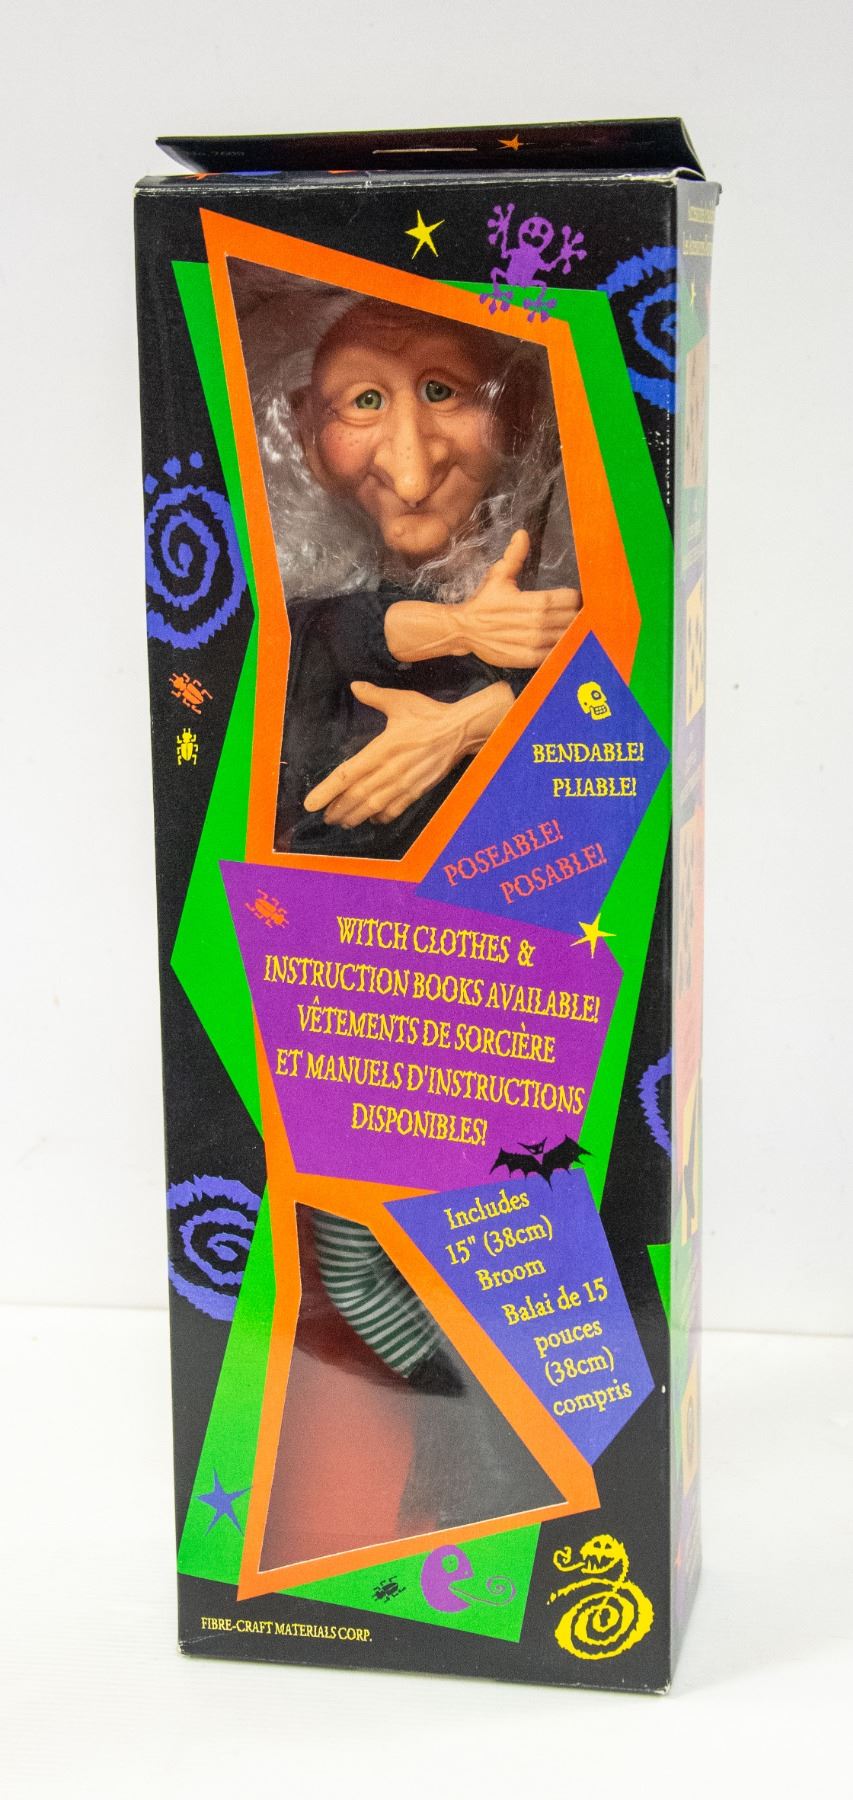 BENDABLE!
PLIABLE!
POSEABLE!
POSABLE!
WITCH CLOTHES &
INSTRUCTION BOOKS AVAILABLE!
VÊTEMENTS DE SORCIÈRE
ET MANUELS D'INSTRUCTIONS
DISPONIBLES!
Includes
15" (38cm)
Broom
Balai de 15
pouces
(38cm)
compris
FIBRE-CRAFT MATERIALS CORP.